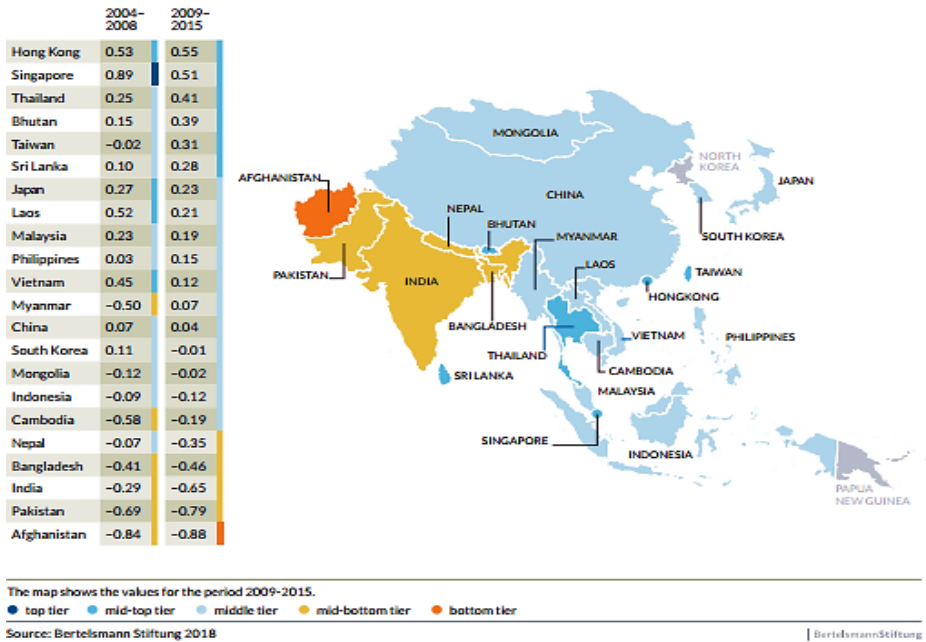 2004– 2009–
2008 2015
Hong Kong 0.53 0.55
Singapore 0.89 0.51
Thailand 0.25 0.41
Bhutan 0.15 0.39
Taiwan –0.02 0.31
Sri Lanka 0.10 0.28
Japan 0.27 0.23
Laos 0.52 0.21
Malaysia 0.23 0.19
Philippines 0.03 0.15
Vietnam 0.45 0.12
Myanmar –0.50 0.07
China 0.07 0.04
South Korea 0.11 –0.01
Mongolia –0.12 –0.02
Indonesia –0.09 –0.12
Cambodia –0.58 –0.19
Nepal –0.07 –0.35
Bangladesh –0.41 –0.46
India –0.29 –0.65
Pakistan –0.69 –0.79
Afghanistan –0.84 –0.88
MONGOLIA
NORTH
KOREA
AFGHANISTAN
JAPAN
CHINA
NEPAL
BHUTAN
MYANMAR
SOUTH KOREA
LAOS
PAKISTAN
INDIA
TAIWAN
HONGKONG
BANGLADESH
VIETNAM
PHILIPPINES
THAILAND
CAMBODIA
SRI LANKA
MALAYSIA
SINGAPORE
INDONESIA
PAPUA
NEW GUINEA
The map shows the values for the period 2009–2015.
top tier mid-top tier middle tier mid-bottom tier bottom tier
Source: Bertelsmann Stiftung 2018
BertelsmannStiftung